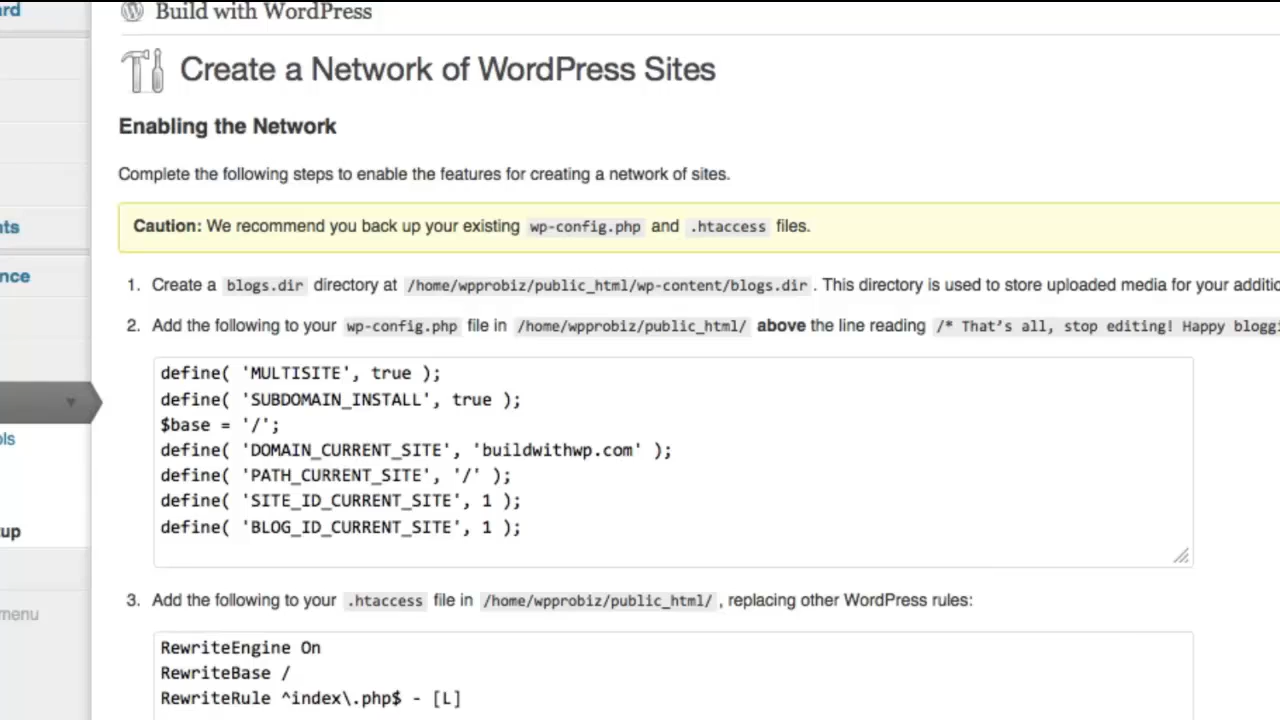 ard
Build with WordPress
Create a Network of WordPress Sites
Enabling the Network
Complete the following steps to enable the features for creating a network of sites.
nts
Caution: We recommend you back up your existing wp-config.php and .htaccess files.
nce
1. Create a blogs.dir directory at /home/wpprobiz/public_html/wp-content/blogs.dir . This directory is used to store uploaded media for your additio
2. Add the following to your wp-config.php file in /home/wpprobiz/public_html/ above the line reading /* That's all, stop editing! Happy bloggi
define( 'MULTISITE', true );
define( 'SUBDOMAIN_INSTALL', true );
$base = '/';
define( 'DOMAIN_CURRENT_SITE', 'buildwithwp.com' );
define( 'PATH_CURRENT_SITE', '/' );
define( 'SITE_ID_CURRENT_SITE', 1 );
define( 'BLOG_ID_CURRENT_SITE', 1 );
ols
up
menu
3. Add the following to your .htaccess file in /home/wpprobiz/public_html/ , replacing other WordPress rules:
RewriteEngine On
RewriteBase /
RewriteRule ^index\.php$ - [L]